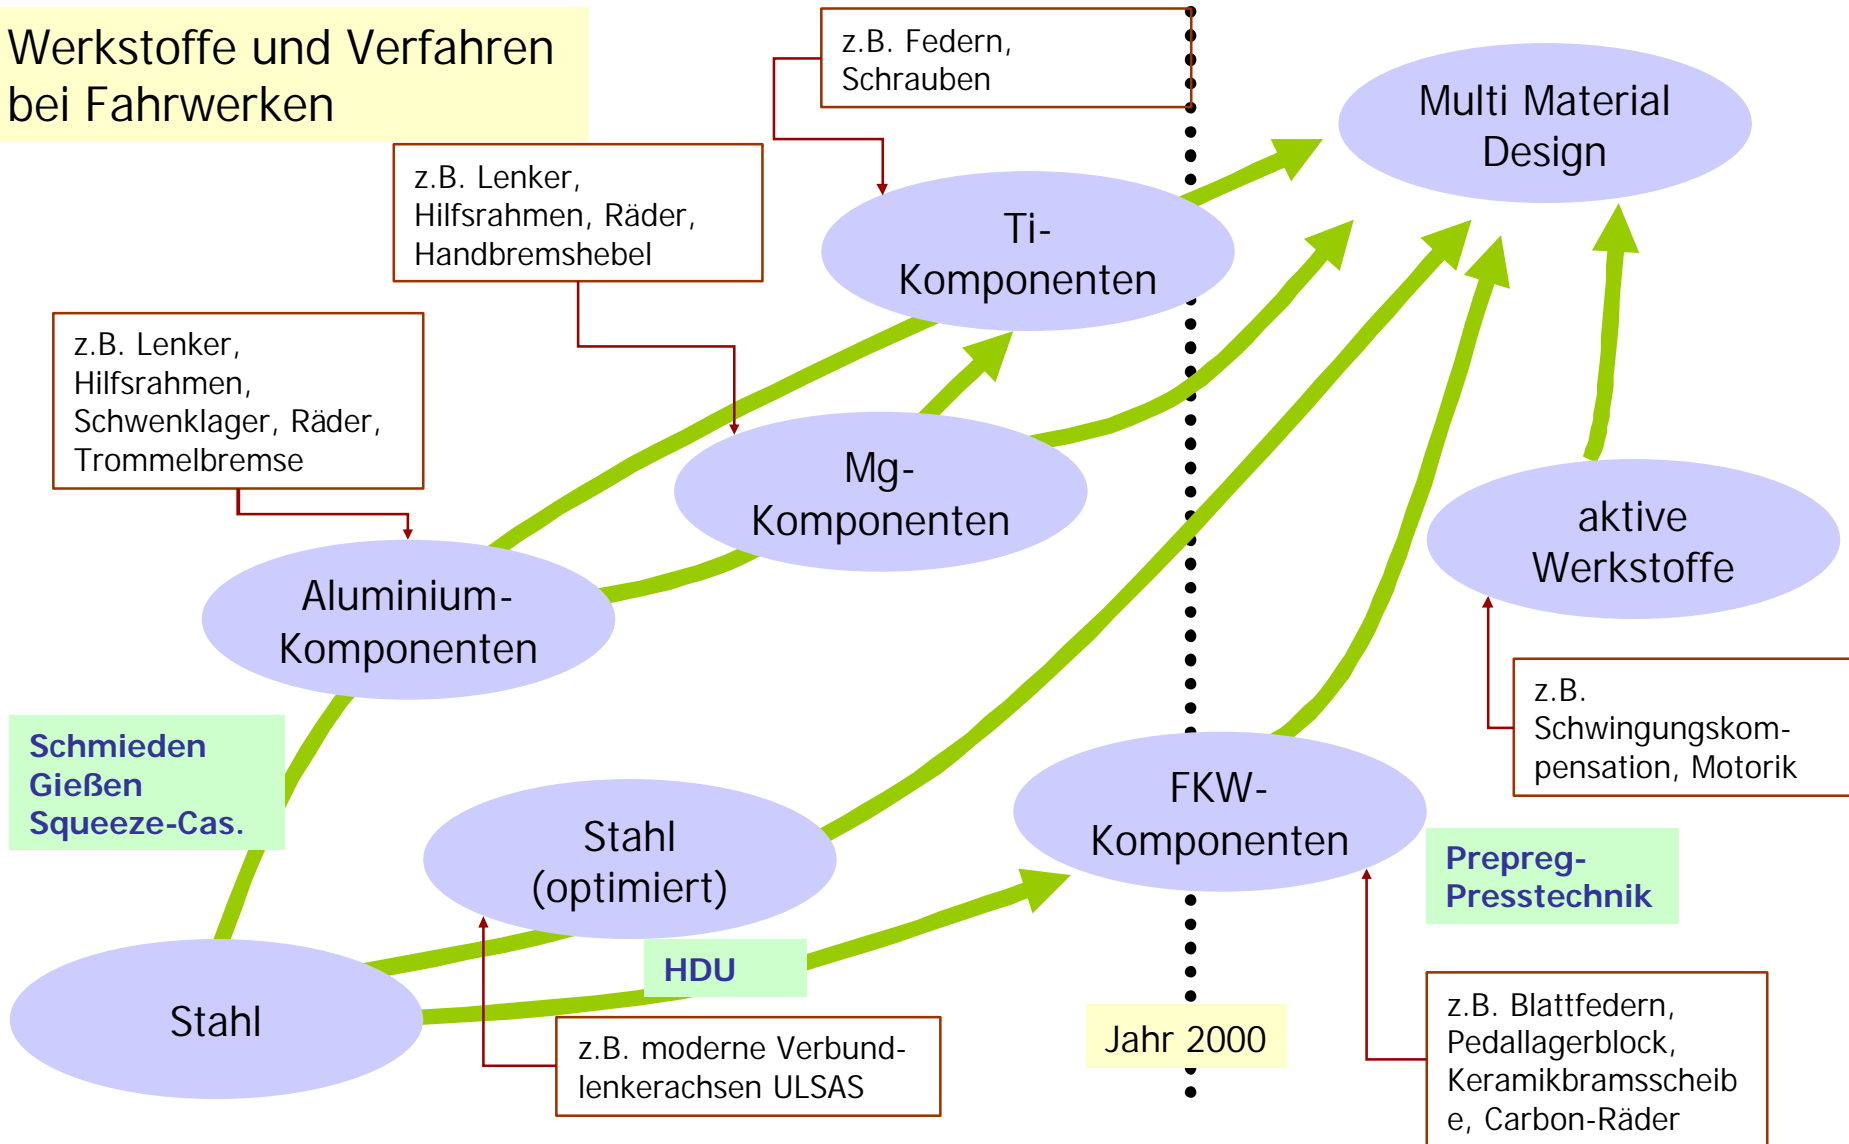 Werkstoffe und Verfahren
bei Fahrwerken
z.B. Federn,
Schrauben
Multi Material
Design
z.B. Lenker,
Hilfsrahmen, Räder,
Handbremshebel
Ti-
Komponenten
z.B. Lenker,
Hilfsrahmen,
Schwenklager, Räder,
Trommelbremse
Mg-
Komponenten
aktive
Werkstoffe
Aluminium-
Komponenten
z.B.
Schwingungskom-
pensation, Motorik
Schmieden
Gießen
Squeeze-Cas.
Stahl
(optimiert)
FKW-
Komponenten
Prepreg-
Presstechnik
HDU
Stahl
z.B. moderne Verbund-
lenkerachsen ULSAS
Jahr 2000
z.B. Blattfedern,
Pedallagerblock,
Keramikbramsscheib
e, Carbon-Räder